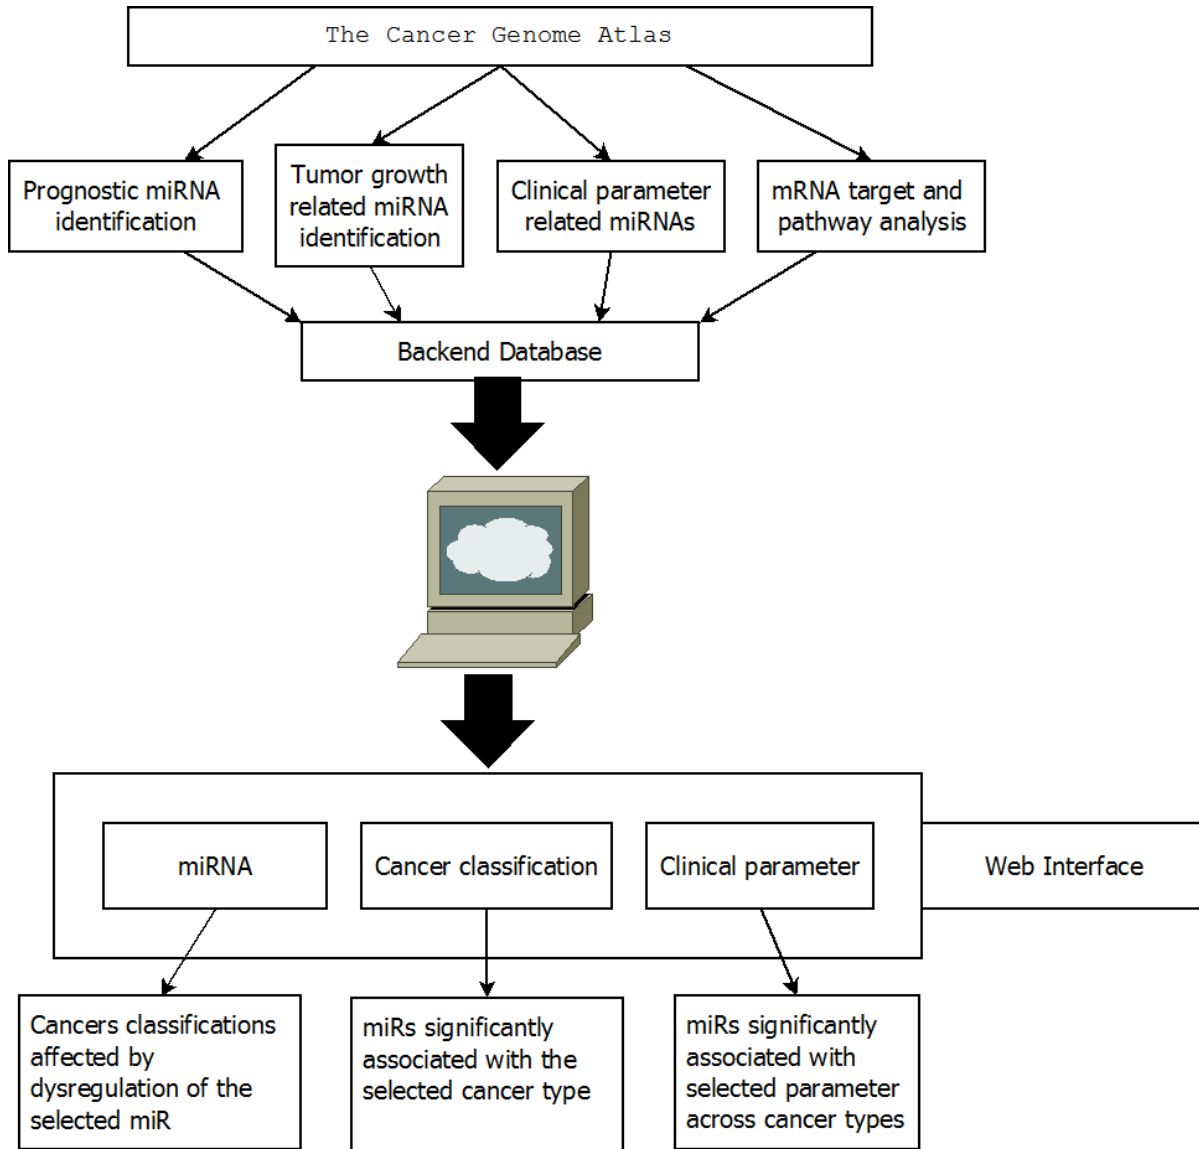 The Cancer Genome Atlas
Prognostic miRNA
identification
Tumor growth
related miRNA
identification
Clinical parameter
related miRNAs
mRNA target and
pathway analysis
Backend Database
miRNA
Cancer classification
Clinical parameter
Web Interface
Cancers classifications
affected by
dysregulation of the
selected miR
miRs significantly
associated with the
selected cancer type
miRs significantly
associated with
selected parameter
across cancer types